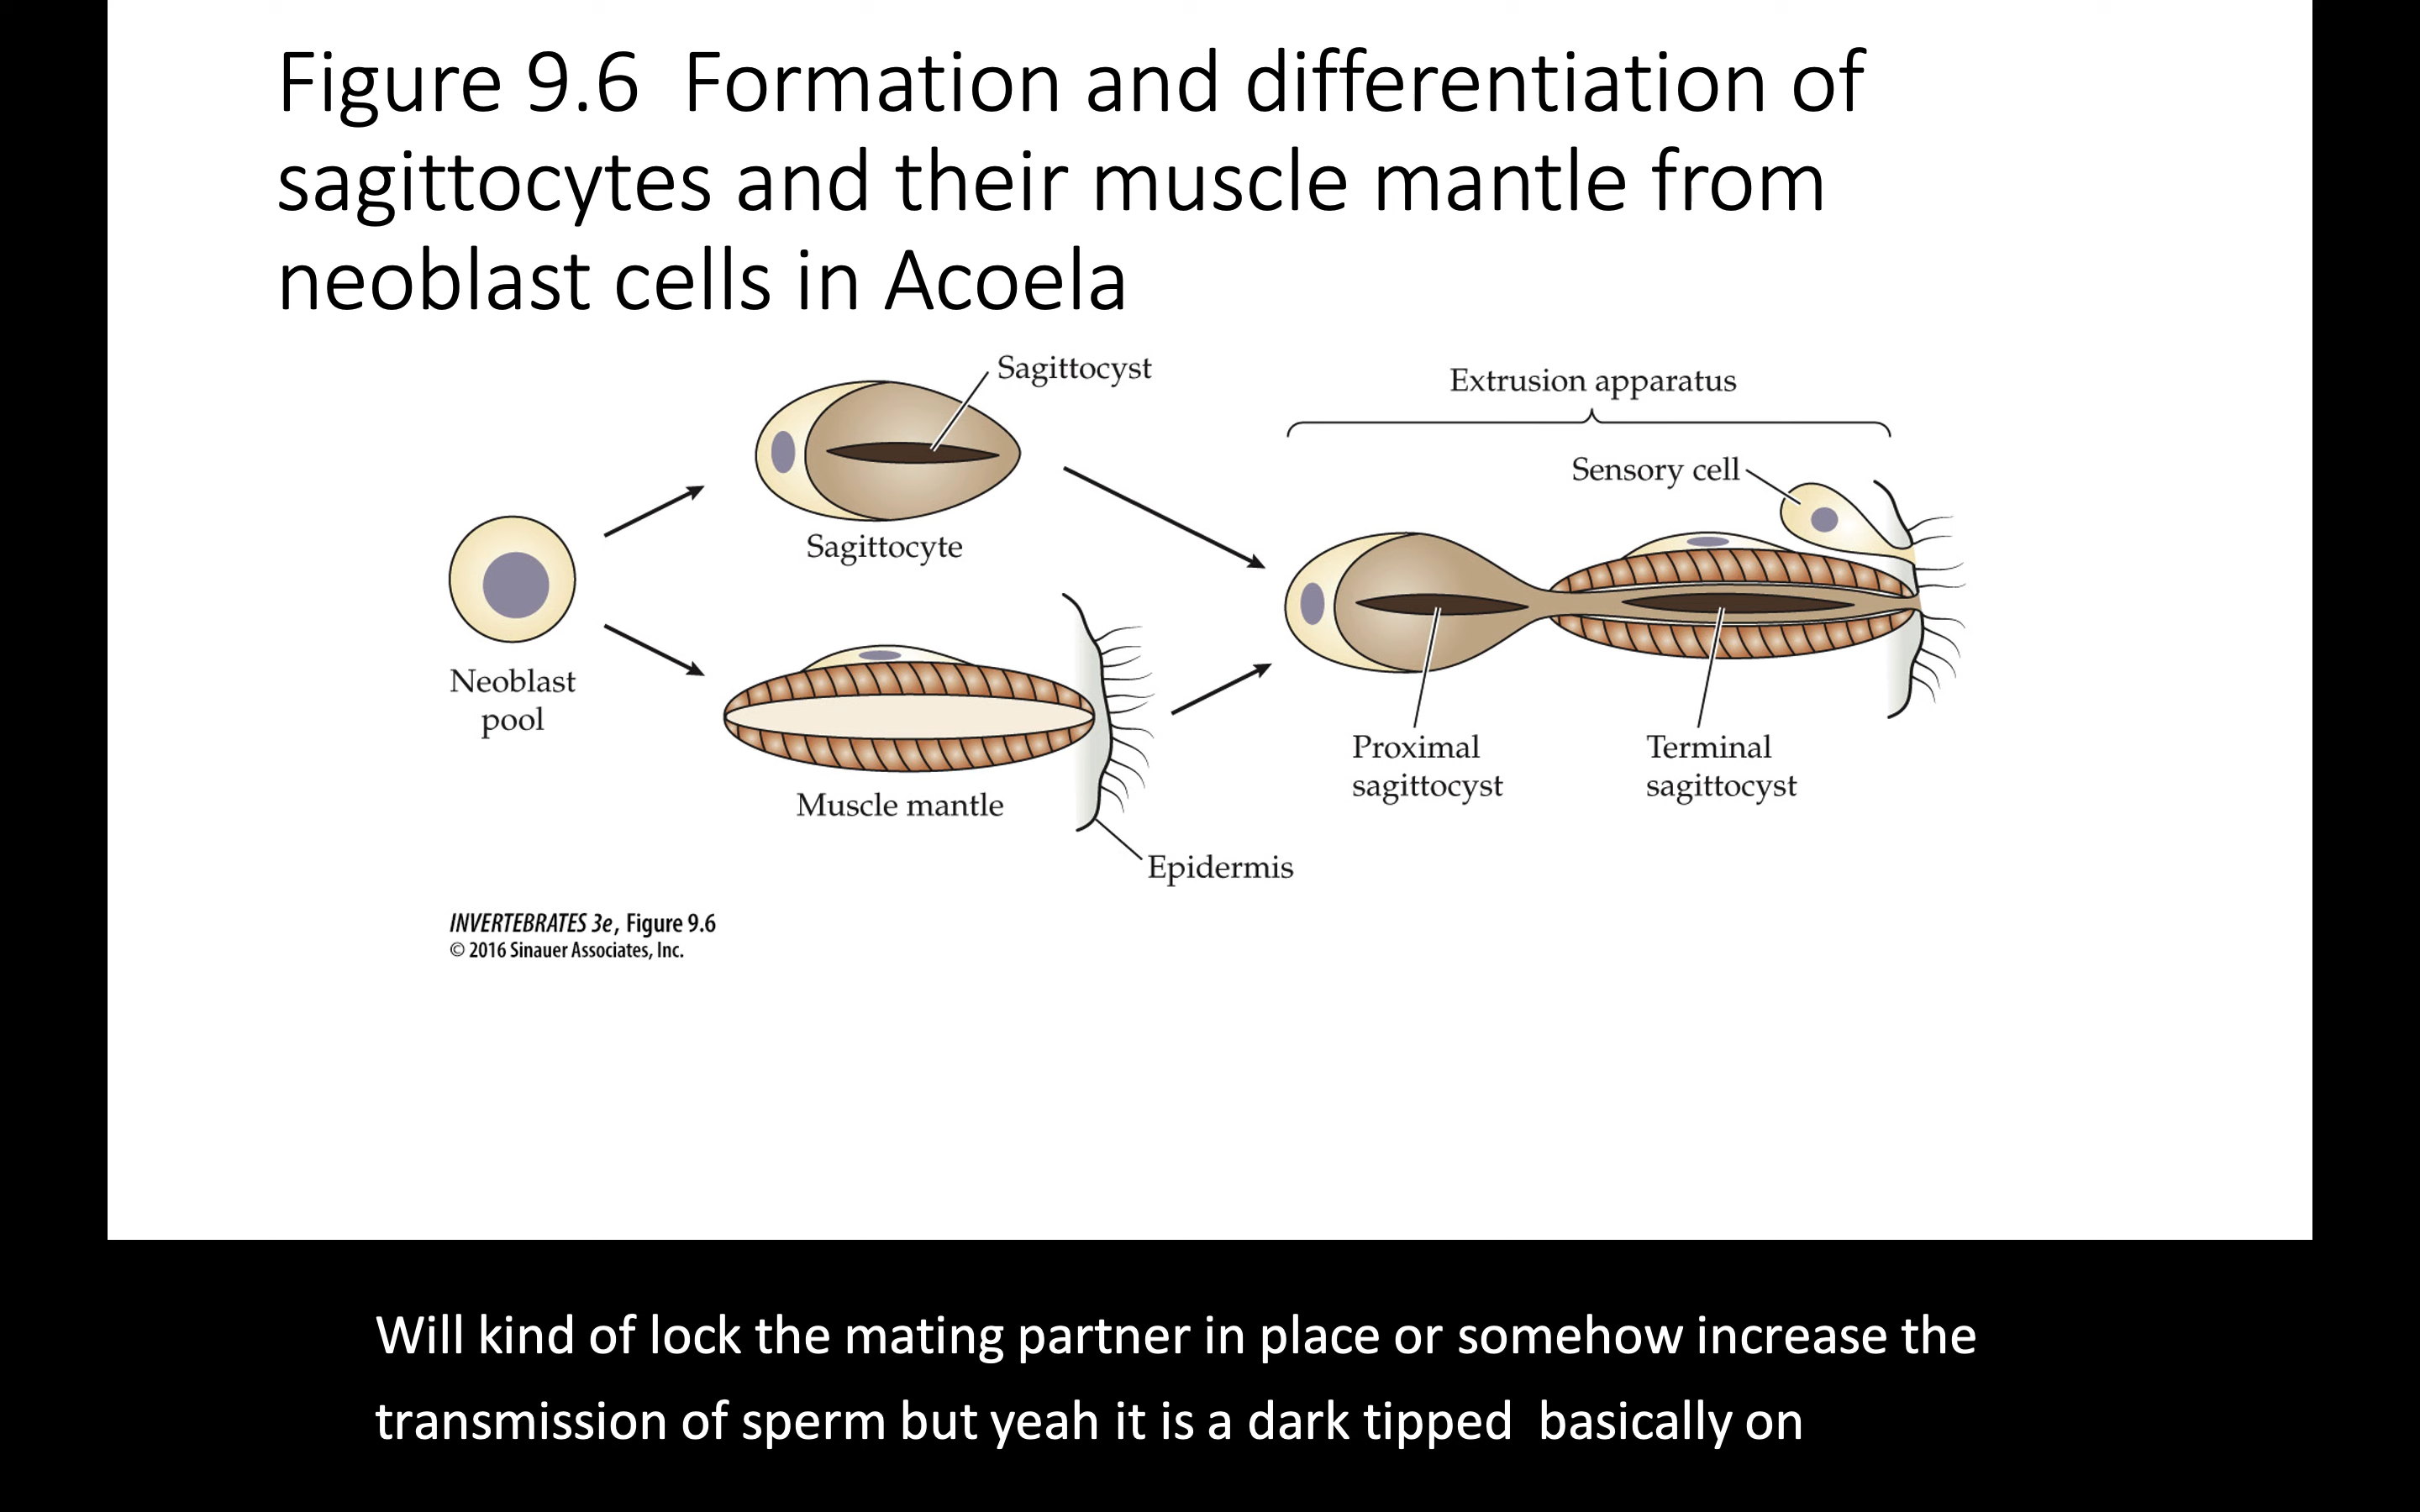 Figure 9.6  Formation and differentiation of
sagittocytes and their muscle mantle from
neoblast cells in Acoela
Sagittocyst
Extrusion apparatus
Sensory cell
Sagittocyte
Neoblast
pool
Proximal
sagittocyst
Terminal
sagittocyst
Muscle mantle
Epidermis
INVERTEBRATES 3e, Figure 9.6
© 2016 Sinauer Associates, Inc.
Will kind of lock the mating partner in place or somehow increase the
transmission of sperm but yeah it is a dark tipped  basically on